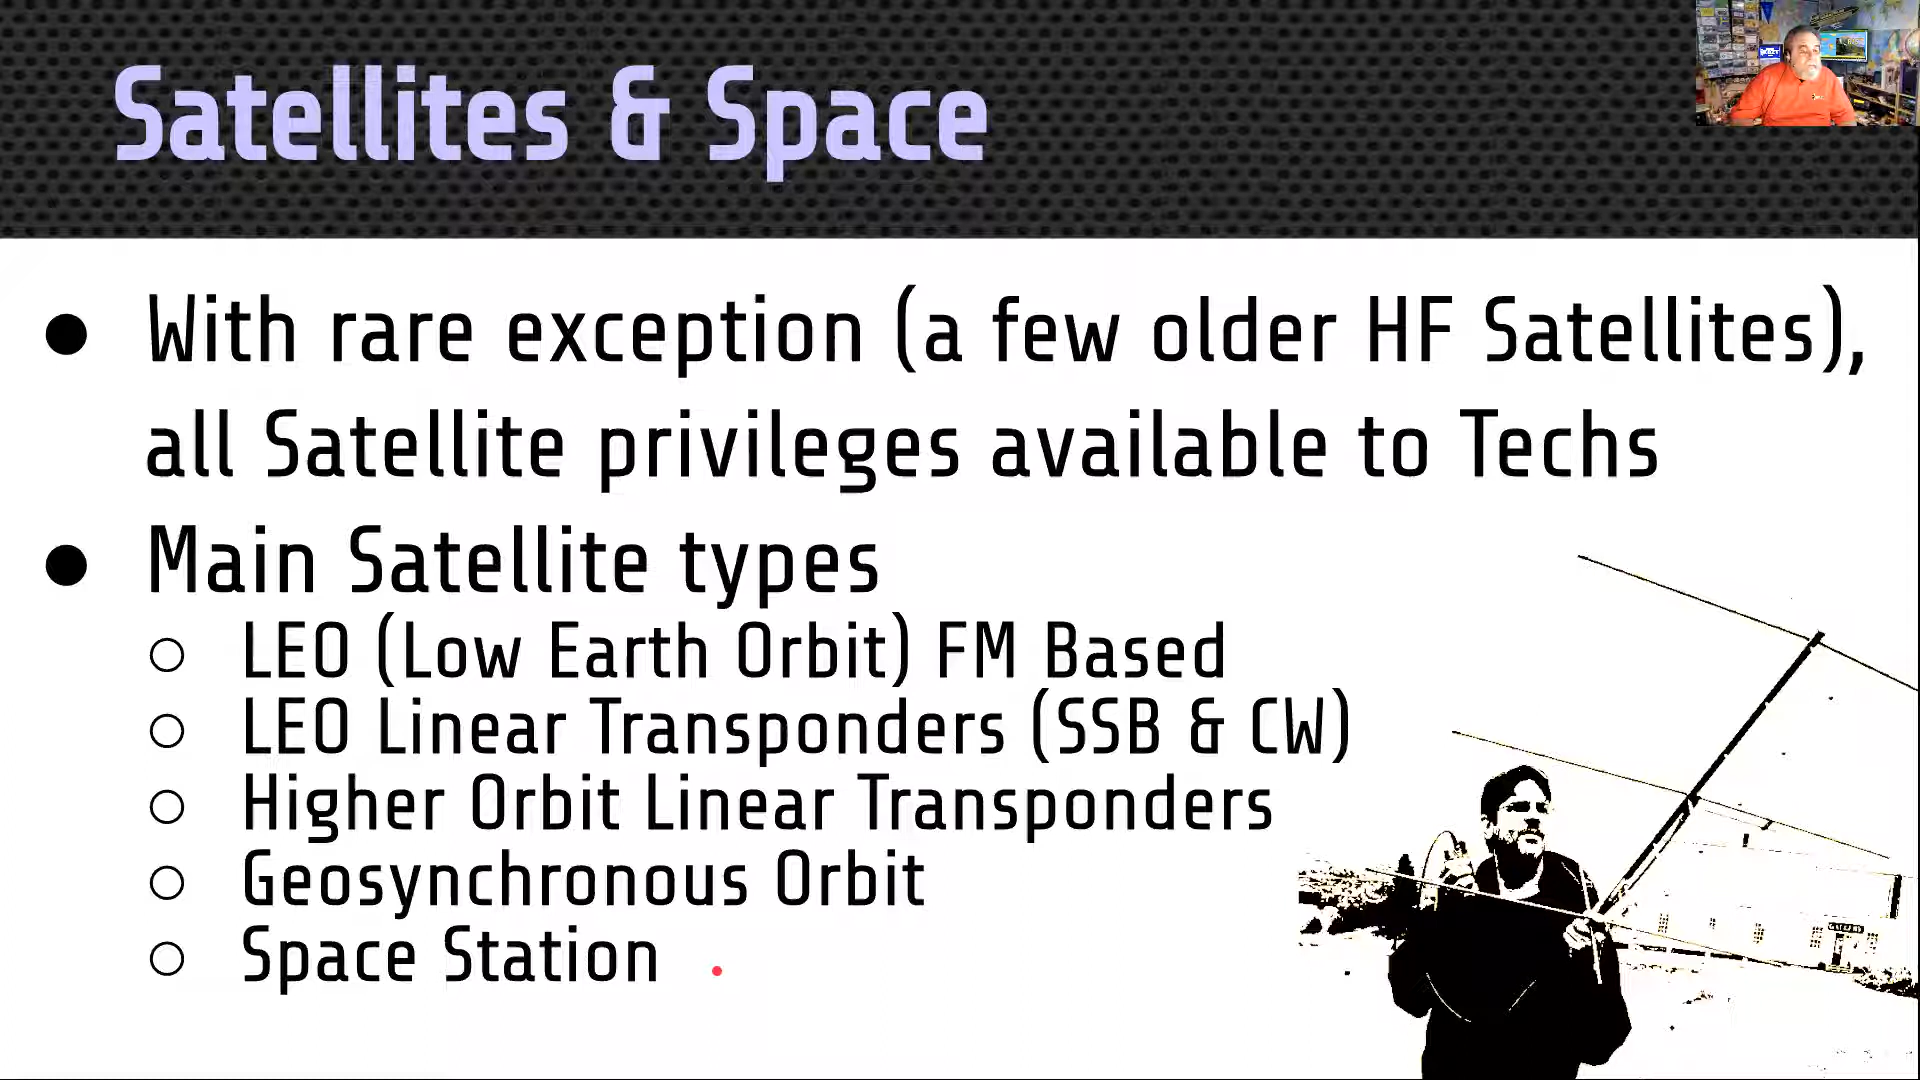 Satellites & Space
● With rare exception (a few older HF Satellites),
all Satellite privileges available to Techs
● Main Satellite types
○ LEO (Low Earth Orbit) FM Based
○ LEO Linear Transponders (SSB & CW)
○ Higher Orbit Linear Transponders
○ Geosynchronous Orbit
○ Space Station